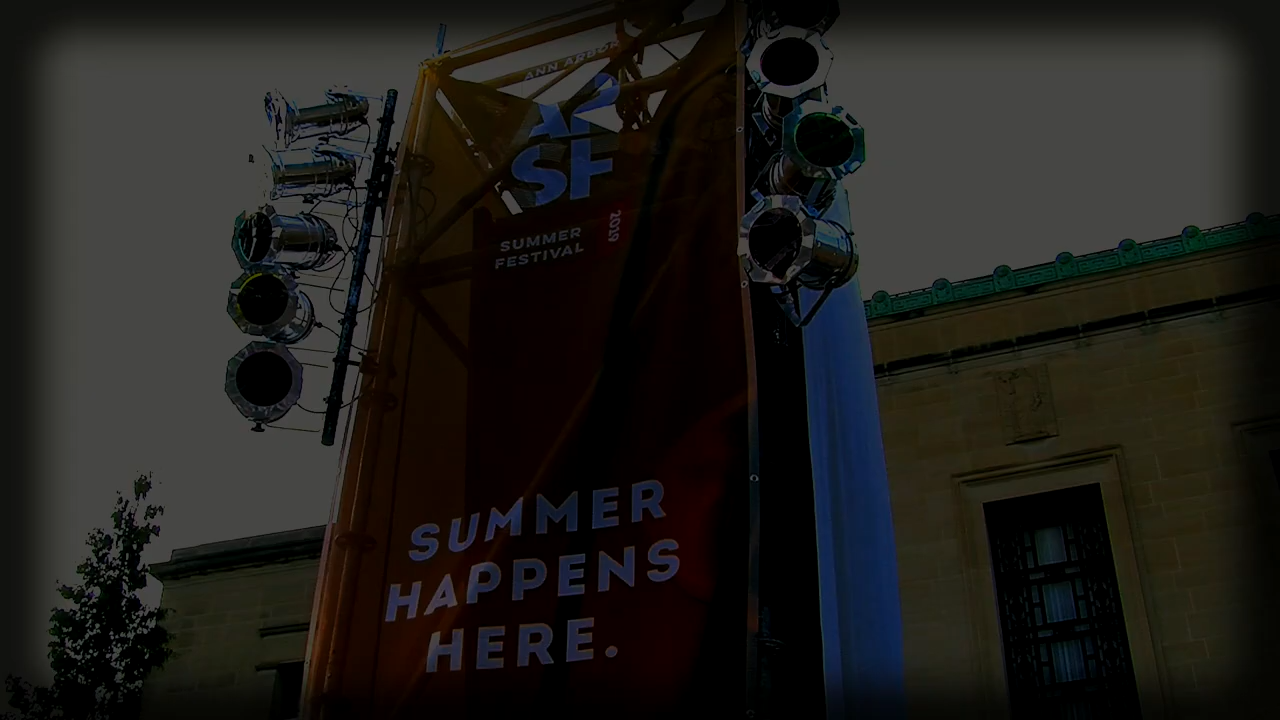 ANN ARBOR
A2
SF
SUMMER
FESTIVAL
2019
SUMMER
HAPPENS
HERE.